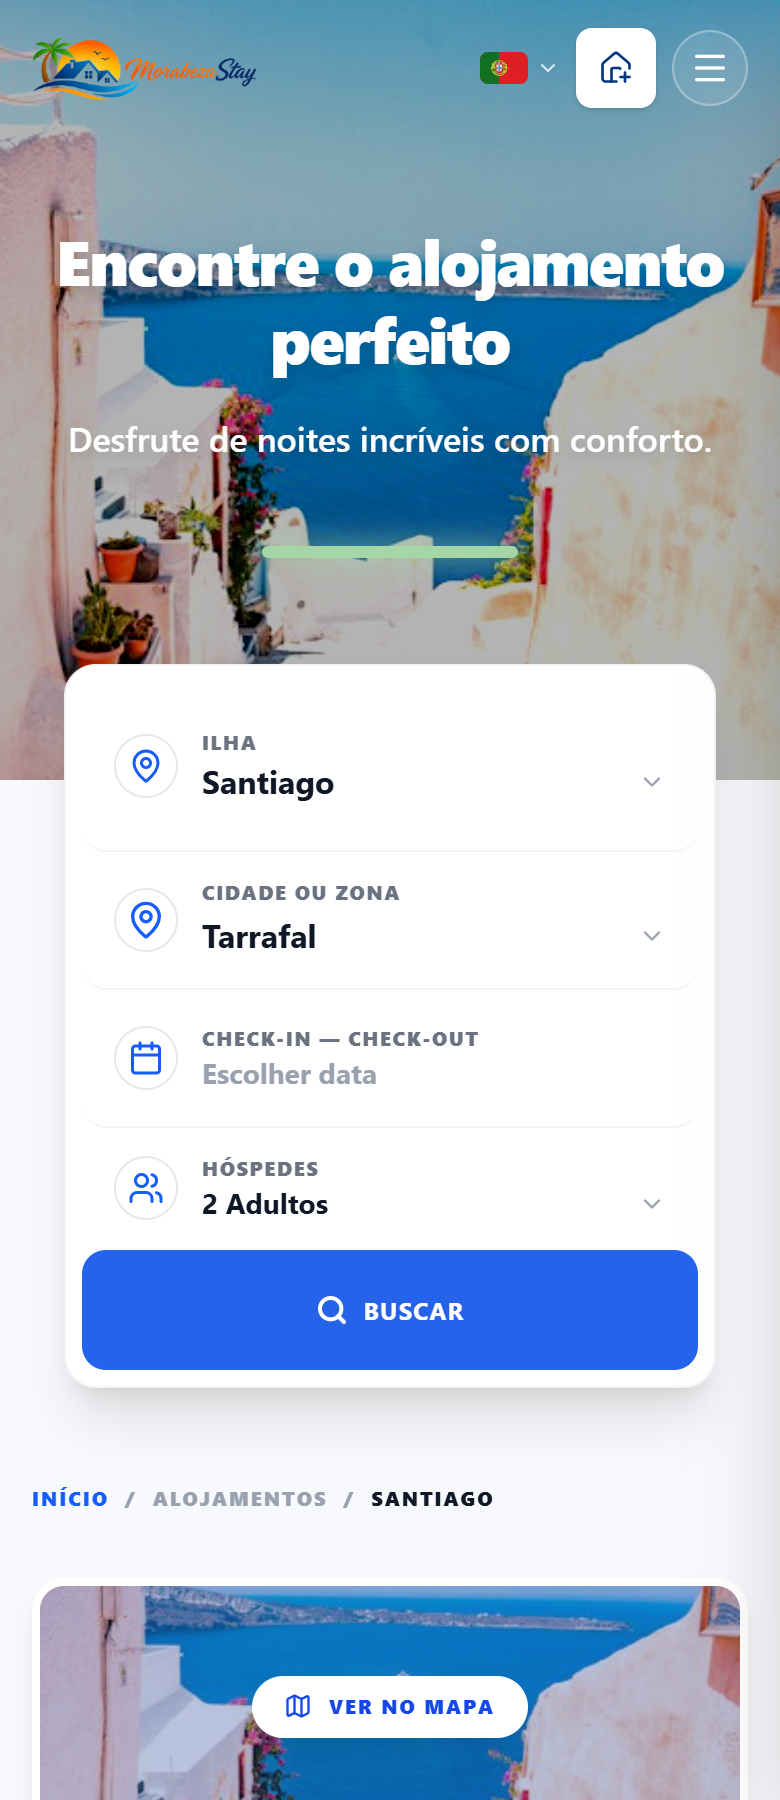 MorabezaStay
Encontre o alojamento
perfeito
Desfrute de noites incríveis com conforto.
ILHA
Santiago
CIDADE OU ZONA
Tarrafal
CHECK-IN — CHECK-OUT
Escolher data
HÓSPEDES
2 Adultos
BUSCAR
INÍCIO / ALOJAMENTOS / SANTIAGO
VER NO MAPA